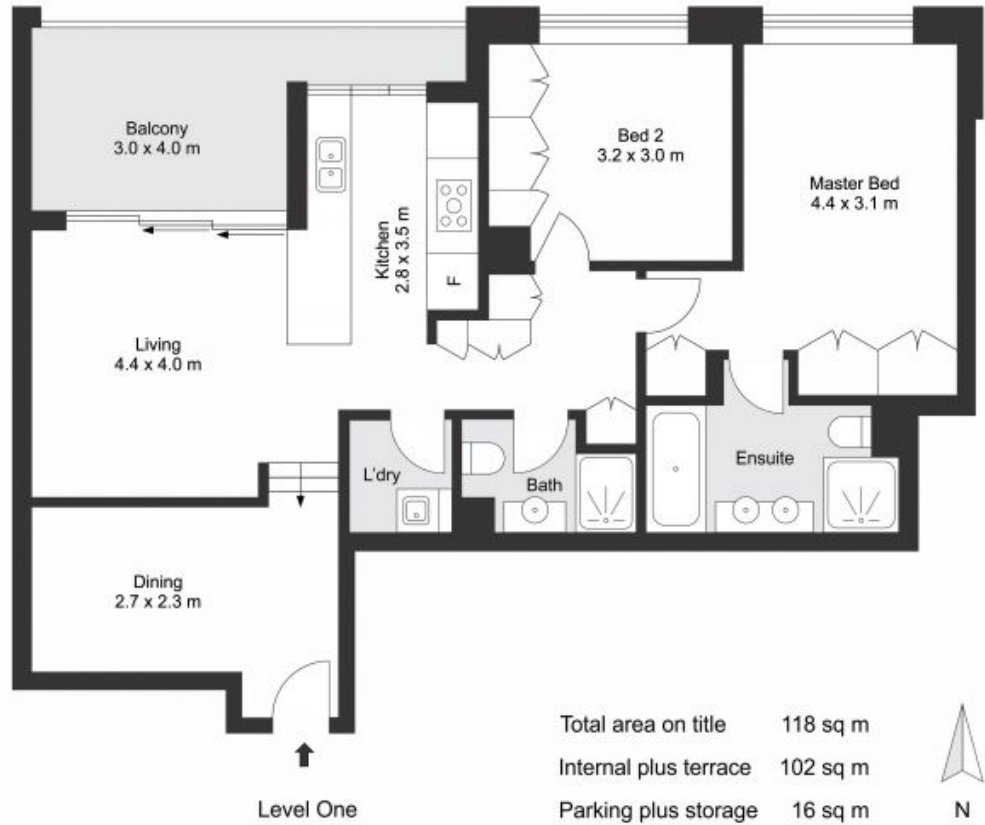 Balcony
3.0 x 4.0 m
Bed 2
3.2 x 3.0 m
Master Bed
4.4 x 3.1 m
Kitchen
2.8 x 3.5 m
F
Living
4.4 x 4.0 m
L'dry
Bath
Ensuite
Dining
2.7 x 2.3 m
Level One
Total area on title 118 sq m
Internal plus terrace 102 sq m
Parking plus storage 16 sq m
N